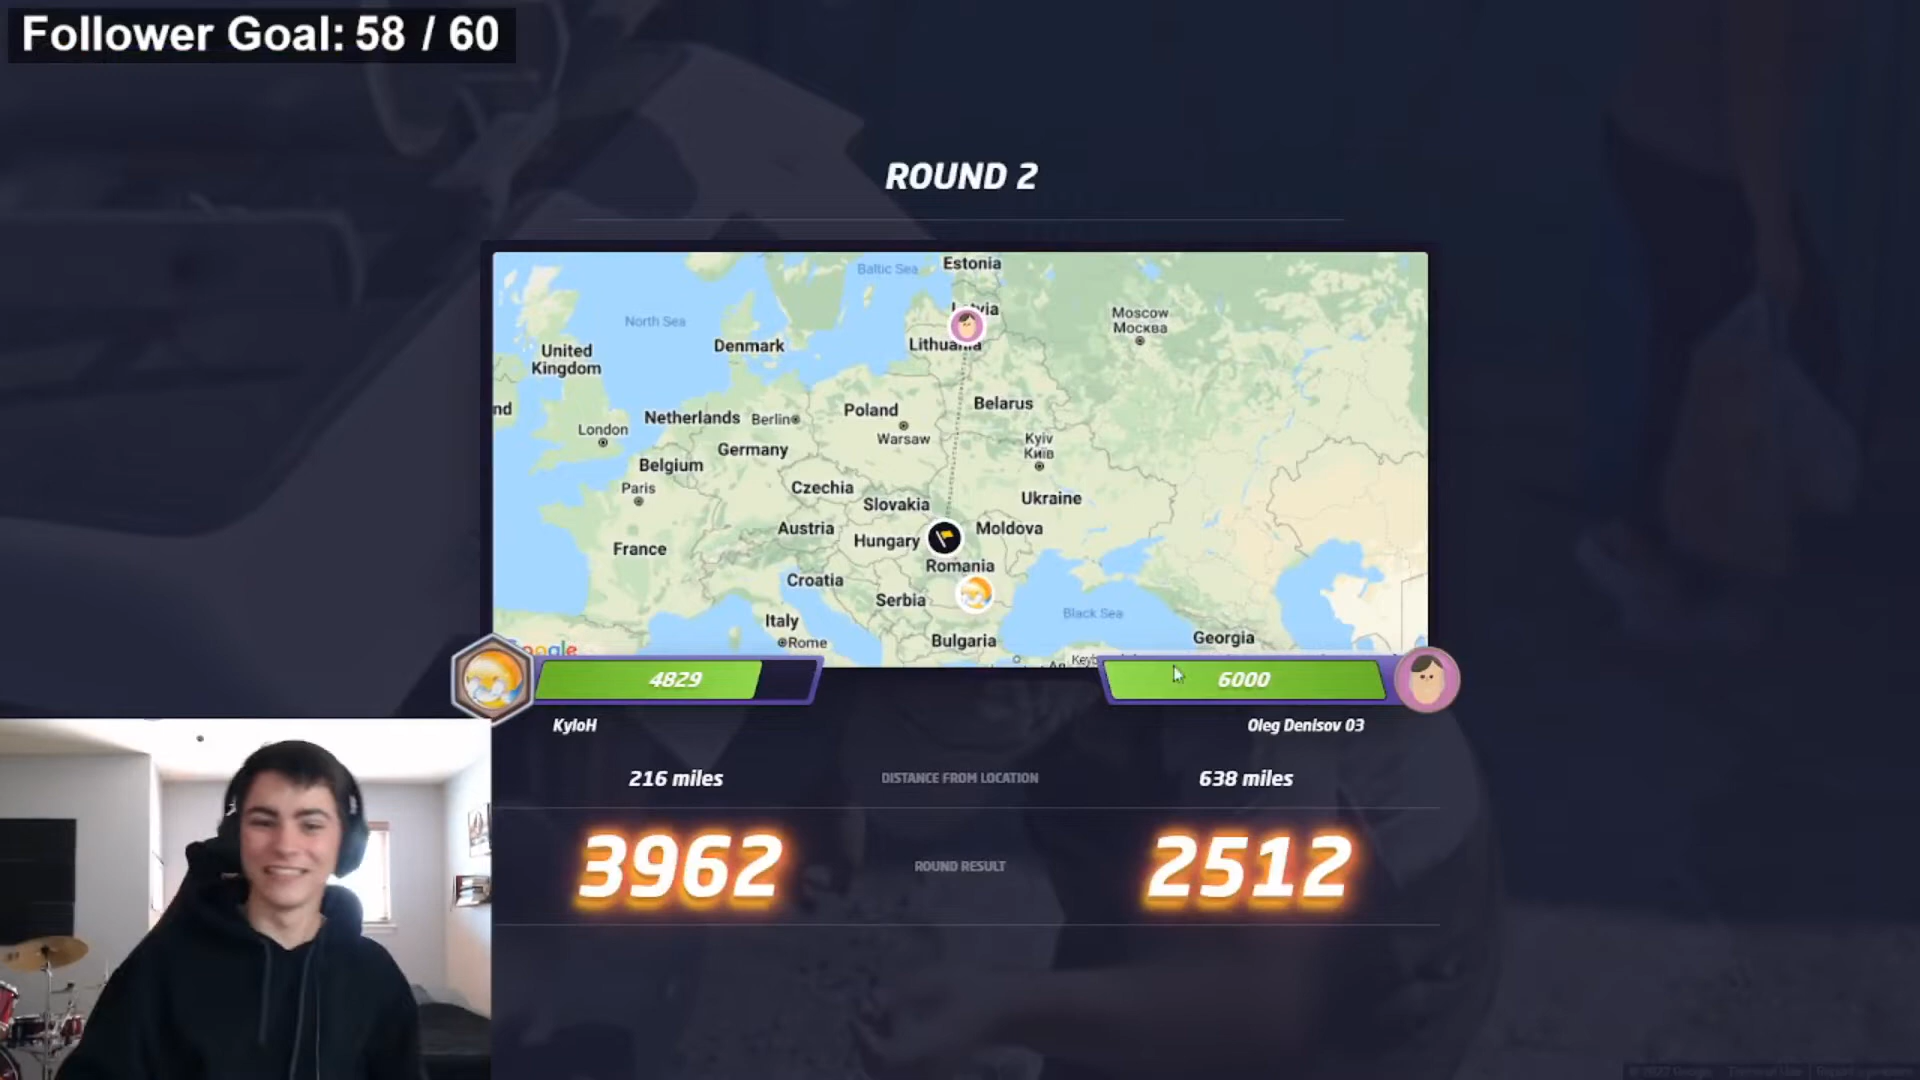 Follower Goal: 58 / 60
ROUND 2
Baltic Sea
Estonia
Latvia
North Sea
Moscow
Москва
Denmark
Lithuania
United
Kingdom
nd
Netherlands
Berlin
Poland
Belarus
London
Warsaw
Germany
Kyiv
Київ
Belgium
Paris
Czechia
Slovakia
Ukraine
Austria
Hungary
Moldova
France
Romania
Croatia
Serbia
Black Sea
Italy
Rome
Bulgaria
Georgia
4829
6000
KyloH
Oleg Denisov 03
216 miles
DISTANCE FROM LOCATION
638 miles
3962
ROUND RESULT
2512